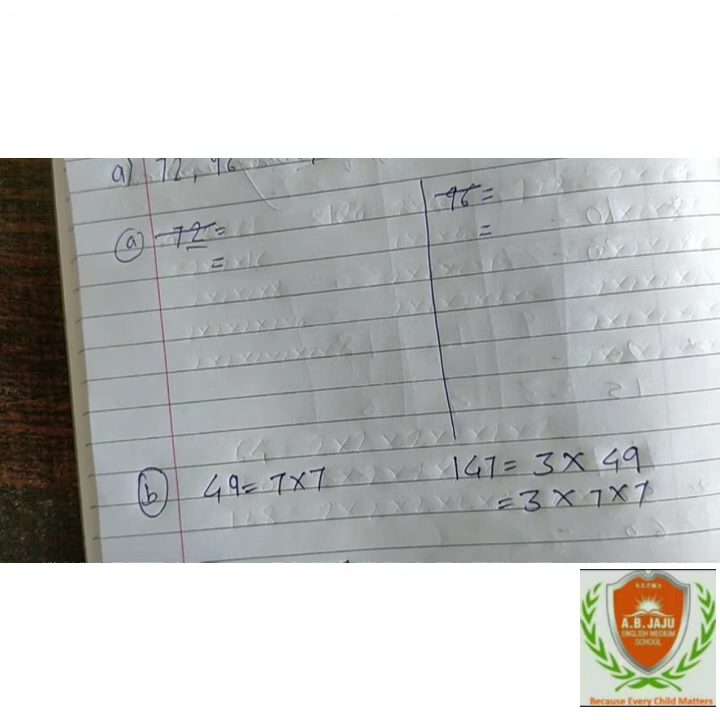 a) 72, 96
a 72 =
=
96 =
=
b 49 = 7 × 7
147 = 3 × 49
= 3 × 7 × 7
A.B. JAJU
ENGLISH MEDIUM
SCHOOL
Because Every Child Matters